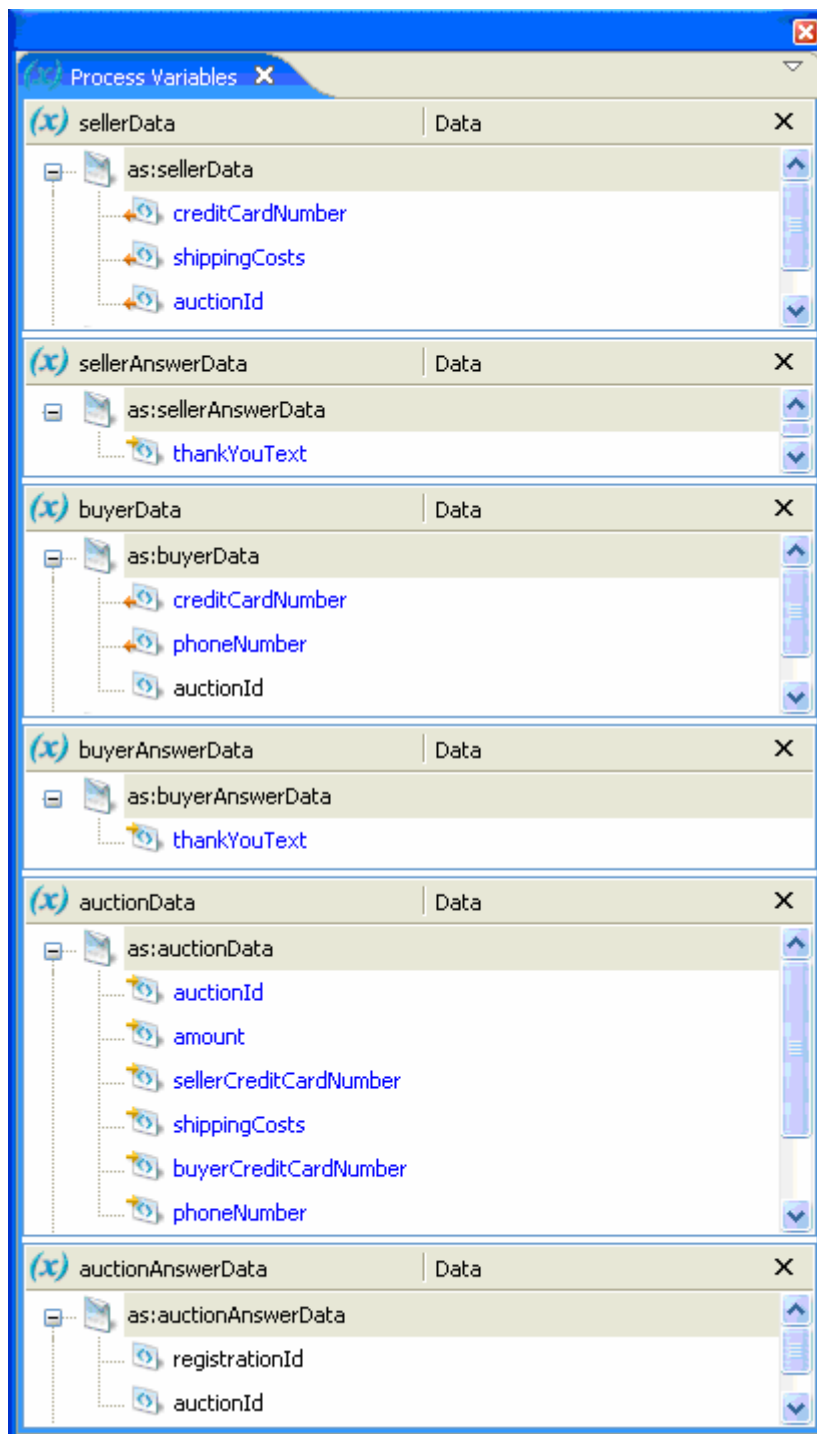 (x) Process Variables
(x) sellerData Data
as:sellerData
creditCardNumber
shippingCosts
auctionId
(x) sellerAnswerData Data
as:sellerAnswerData
thankYouText
(x) buyerData Data
as:buyerData
creditCardNumber
phoneNumber
auctionId
(x) buyerAnswerData Data
as:buyerAnswerData
thankYouText
(x) auctionData Data
as:auctionData
auctionId
amount
sellerCreditCardNumber
shippingCosts
buyerCreditCardNumber
phoneNumber
(x) auctionAnswerData Data
as:auctionAnswerData
registrationId
auctionId